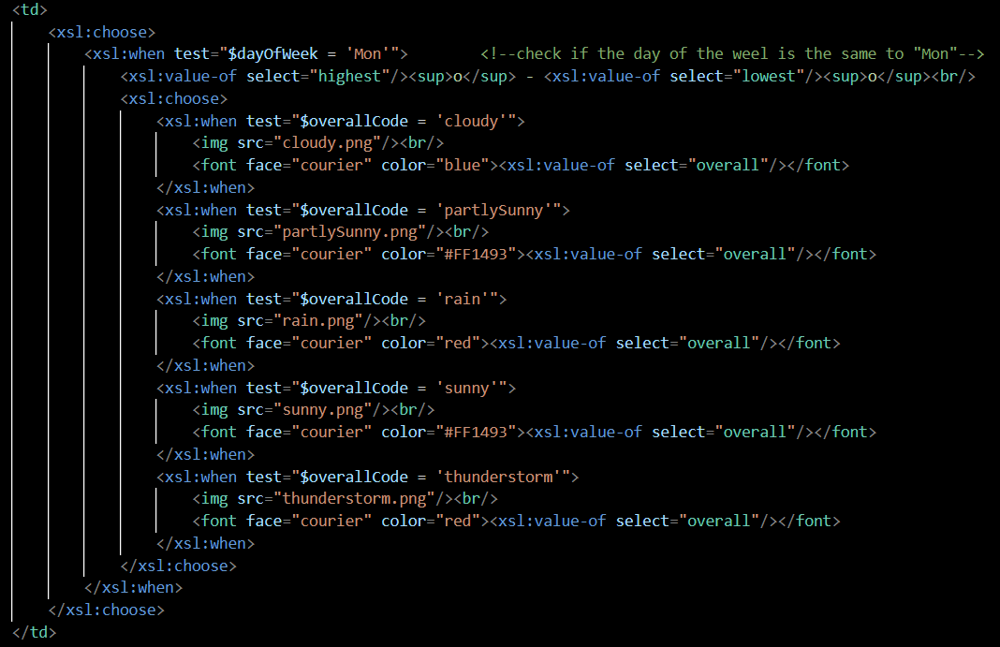 <td>
<xsl:choose>
<xsl:when test="$dayOfWeek = 'Mon'"> <!--check if the day of the weel is the same to "Mon"-->
<xsl:value-of select="highest"/><sup>o</sup> - <xsl:value-of select="lowest"/><sup>o</sup><br/>
<xsl:choose>
<xsl:when test="$overallCode = 'cloudy'">
<img src="cloudy.png"/><br/>
<font face="courier" color="blue"><xsl:value-of select="overall"/></font>
</xsl:when>
<xsl:when test="$overallCode = 'partlySunny'">
<img src="partlySunny.png"/><br/>
<font face="courier" color="#FF1493"><xsl:value-of select="overall"/></font>
</xsl:when>
<xsl:when test="$overallCode = 'rain'">
<img src="rain.png"/><br/>
<font face="courier" color="red"><xsl:value-of select="overall"/></font>
</xsl:when>
<xsl:when test="$overallCode = 'sunny'">
<img src="sunny.png"/><br/>
<font face="courier" color="#FF1493"><xsl:value-of select="overall"/></font>
</xsl:when>
<xsl:when test="$overallCode = 'thunderstorm'">
<img src="thunderstorm.png"/><br/>
<font face="courier" color="red"><xsl:value-of select="overall"/></font>
</xsl:when>
</xsl:choose>
</xsl:when>
</xsl:choose>
</td>